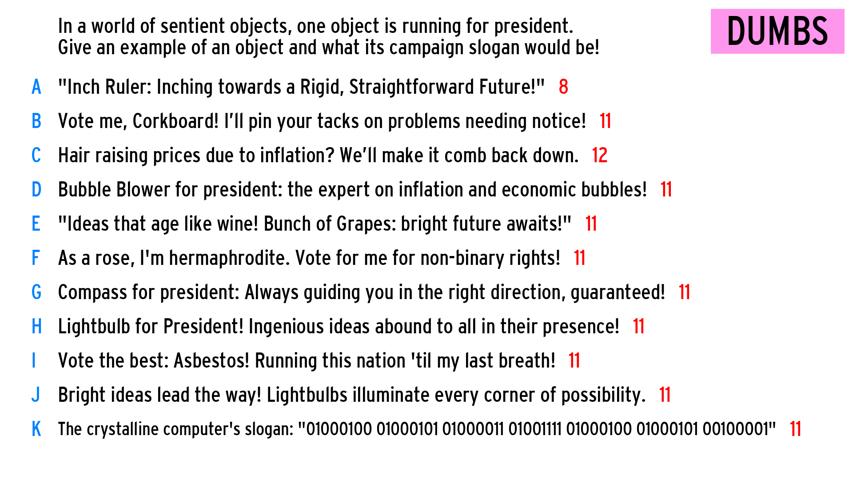 In a world of sentient objects, one object is running for president.
Give an example of an object and what its campaign slogan would be!
DUMBS
A "Inch Ruler: Inching towards a Rigid, Straightforward Future!" 8
B Vote me, Corkboard! I’ll pin your tacks on problems needing notice! 11
C Hair raising prices due to inflation? We’ll make it comb back down. 12
D Bubble Blower for president: the expert on inflation and economic bubbles! 11
E "Ideas that age like wine! Bunch of Grapes: bright future awaits!" 11
F As a rose, I'm hermaphrodite. Vote for me for non-binary rights! 11
G Compass for president: Always guiding you in the right direction, guaranteed! 11
H Lightbulb for President! Ingenious ideas abound to all in their presence! 11
I Vote the best: Asbestos! Running this nation 'til my last breath! 11
J Bright ideas lead the way! Lightbulbs illuminate every corner of possibility. 11
K The crystalline computer's slogan: "01000100 01000101 01000011 01001111 01000100 01000101 00100001" 11